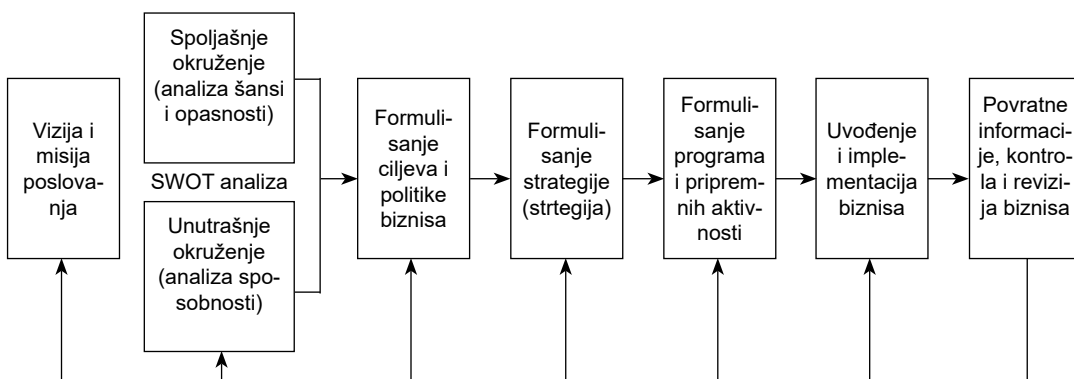 Vizija i
misija
poslova-
nja
Spoljašnje
okruženje
(analiza šansi
i opasnosti)
SWOT analiza
Unutrašnje
okruženje
(analiza spo-
sobnosti)
Formuli-
sanje
ciljeva i
politike
biznisa
Formuli-
sanje
strategije
(strtegija)
Formuli-
sanje
programa
i priprem-
nih aktiv-
nosti
Uvođenje
i imple-
mentacija
biznisa
Povratne
informaci-
je, kontro-
la i revizi-
ja biznisa